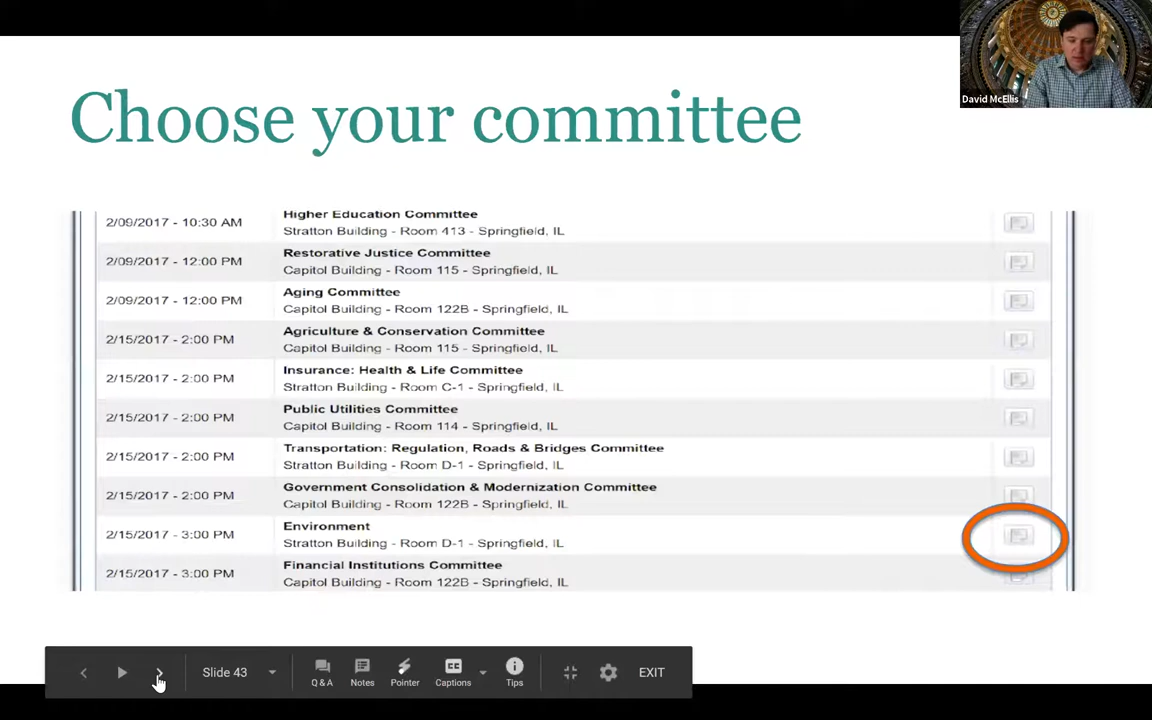 David McEllis
Choose your committee
2/09/2017 - 10:30 AM
Higher Education Committee
Stratton Building - Room 413 - Springfield, IL
2/09/2017 - 12:00 PM
Restorative Justice Committee
Capitol Building - Room 115 - Springfield, IL
2/09/2017 - 12:00 PM
Aging Committee
Capitol Building - Room 122B - Springfield, IL
2/15/2017 - 2:00 PM
Agriculture & Conservation Committee
Capitol Building - Room 115 - Springfield, IL
2/15/2017 - 2:00 PM
Insurance: Health & Life Committee
Stratton Building - Room C-1 - Springfield, IL
2/15/2017 - 2:00 PM
Public Utilities Committee
Capitol Building - Room 114 - Springfield, IL
2/15/2017 - 2:00 PM
Transportation: Regulation, Roads & Bridges Committee
Stratton Building - Room D-1 - Springfield, IL
2/15/2017 - 2:00 PM
Government Consolidation & Modernization Committee
Capitol Building - Room 122B - Springfield, IL
2/15/2017 - 3:00 PM
Environment
Stratton Building - Room D-1 - Springfield, IL
2/15/2017 - 3:00 PM
Financial Institutions Committee
Capitol Building - Room 122B - Springfield, IL
Slide 43
Q & A
Notes
Pointer
CC
Captions
Tips
EXIT